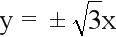 y = ±√3x